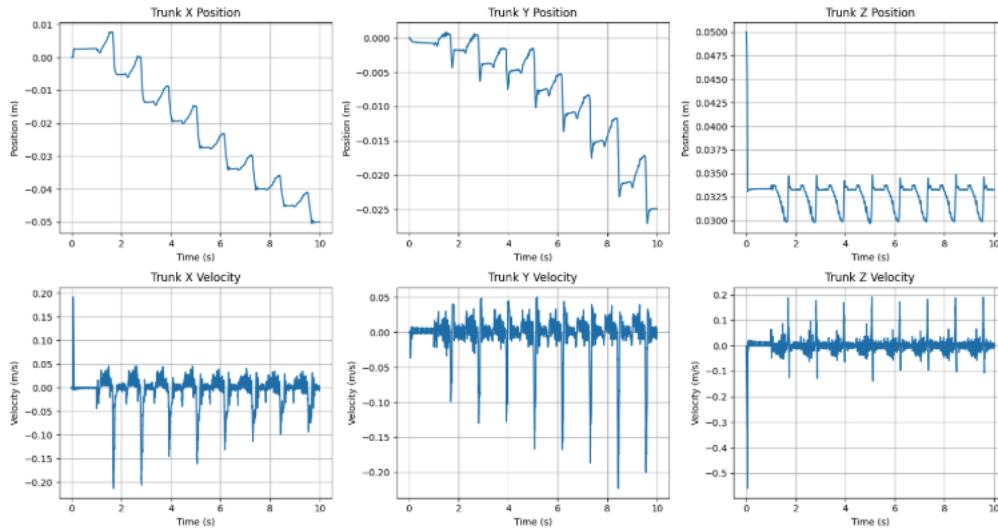 Trunk X Position
Position (m)
0.01
0.00
−0.01
−0.02
−0.03
−0.04
−0.05
0 2 4 6 8 10
Time (s)
Trunk Y Position
Position (m)
0.000
−0.005
−0.010
−0.015
−0.020
−0.025
0 2 4 6 8 10
Time (s)
Trunk Z Position
Position (m)
0.0500
0.0475
0.0450
0.0425
0.0400
0.0375
0.0350
0.0325
0.0300
0 2 4 6 8 10
Time (s)
Trunk X Velocity
Velocity (m/s)
0.20
0.15
0.10
0.05
0.00
−0.05
−0.10
−0.15
−0.20
0 2 4 6 8 10
Time (s)
Trunk Y Velocity
Velocity (m/s)
0.05
0.00
−0.05
−0.10
−0.15
−0.20
0 2 4 6 8 10
Time (s)
Trunk Z Velocity
Velocity (m/s)
0.2
0.1
0.0
−0.1
−0.2
−0.3
−0.4
−0.5
0 2 4 6 8 10
Time (s)